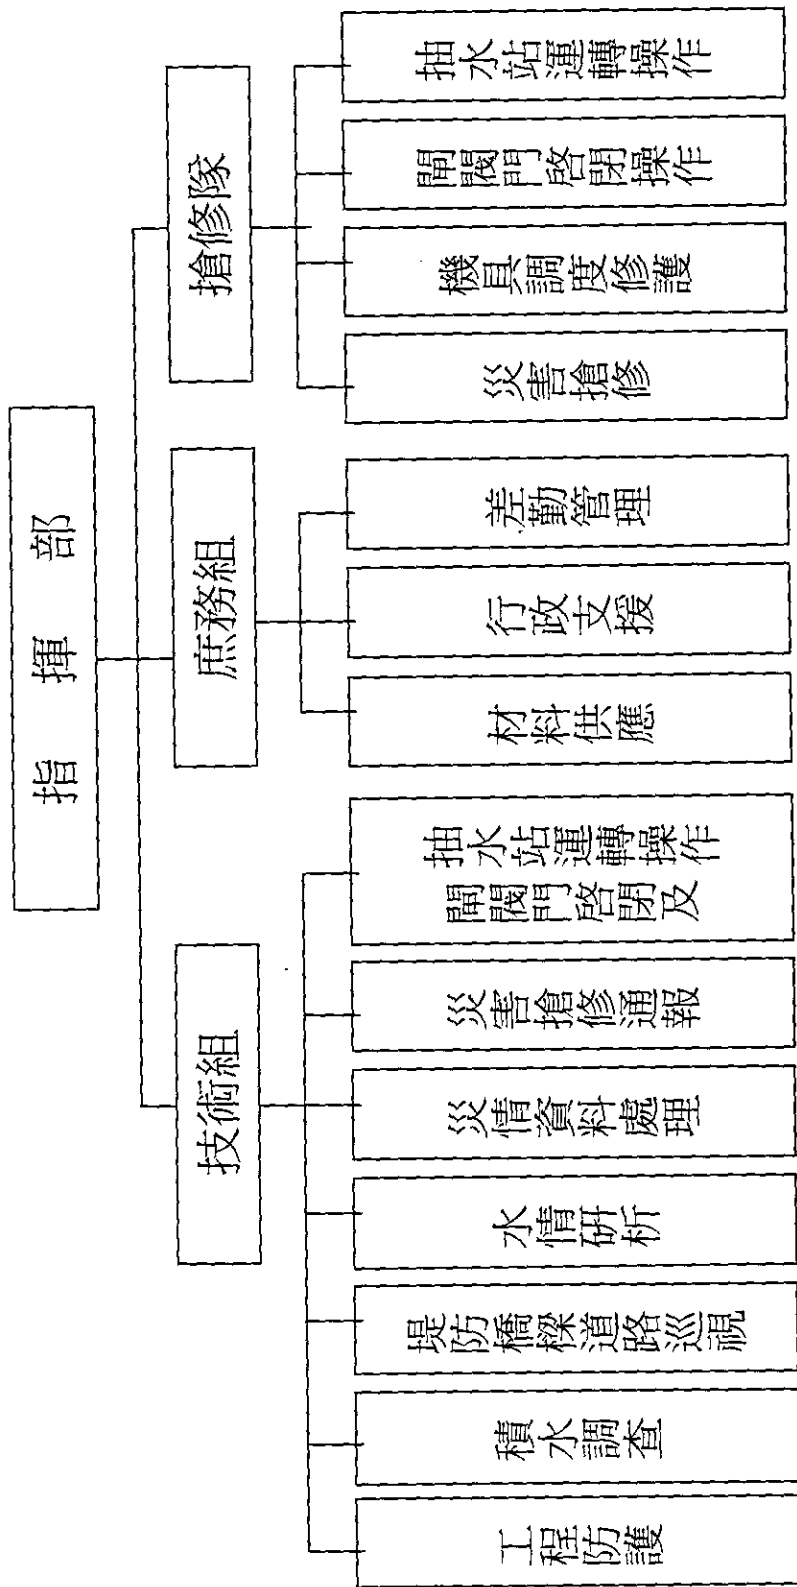 指揮部
技術組
庶務組
搶修隊
工程防護
積水調查
堤防橋樑道路巡視
水情研析
災情資料處理
災害搶修通報
閘閥門啓閉及
抽水站運轉操作
材料供應
行政支援
差勤管理
災害搶修
機具調度修護
閘閥門啓閉操作
抽水站運轉操作